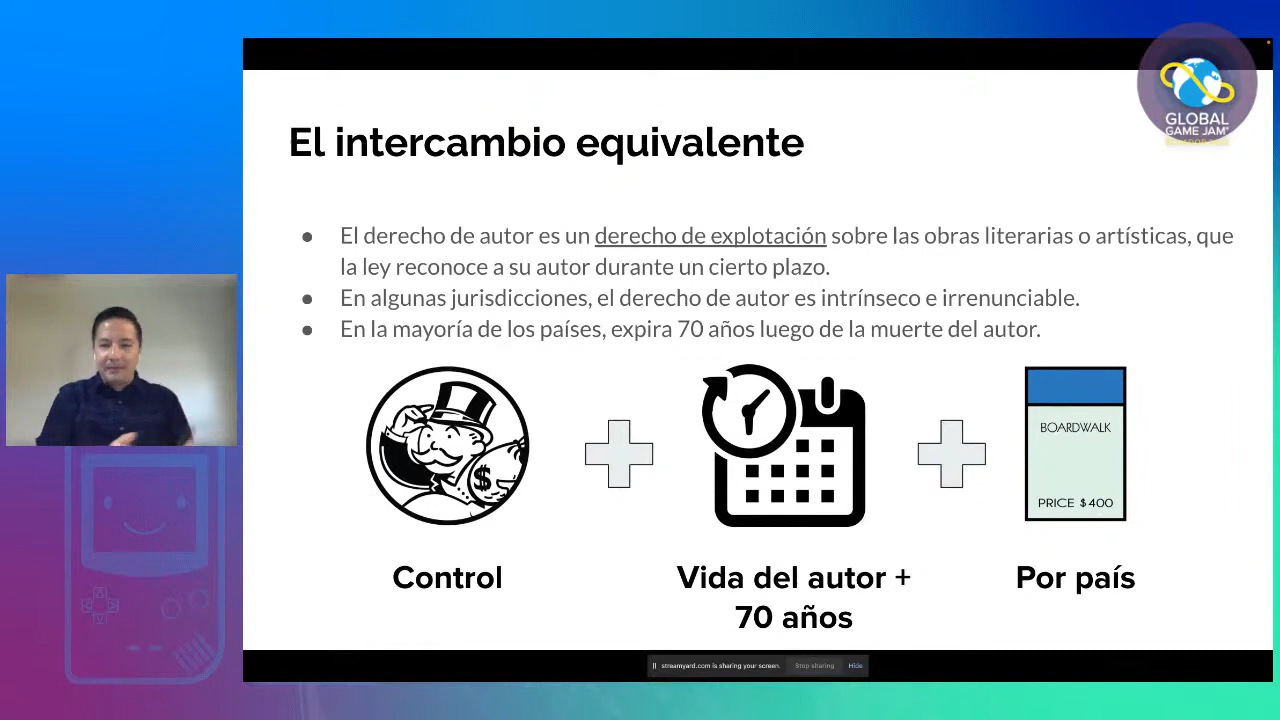 GLOBAL
GAME JAM
El intercambio equivalente
● El derecho de autor es un derecho de explotación sobre las obras literarias o artísticas, que
la ley reconoce a su autor durante un cierto plazo.
● En algunas jurisdicciones, el derecho de autor es intrínseco e irrenunciable.
● En la mayoría de los países, expira 70 años luego de la muerte del autor.
$
BOARDWALK
PRICE $400
Control
Vida del autor +
70 años
Por país
streamyard.com is sharing your screen.
Stop sharing
Hide